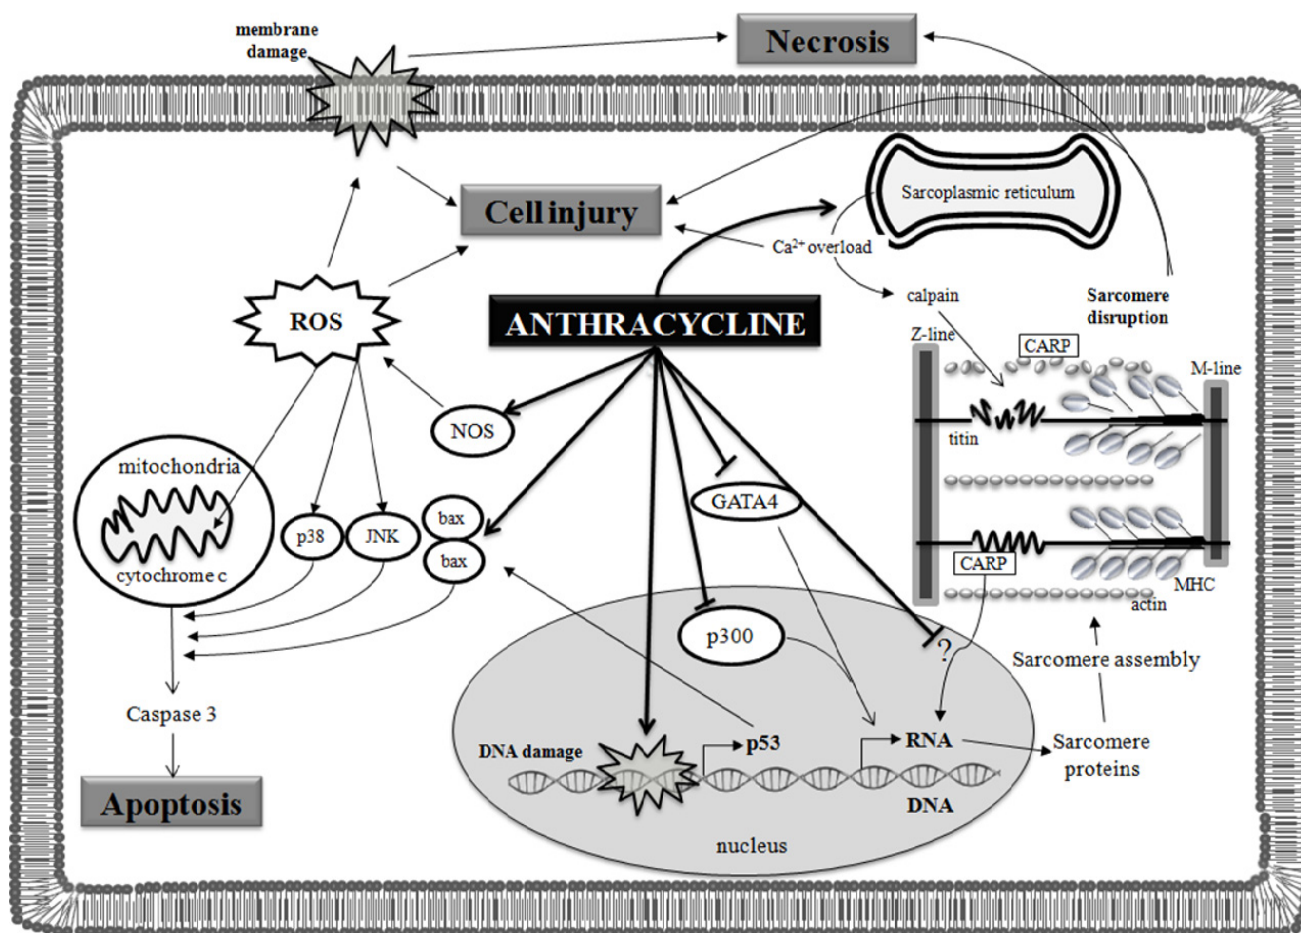 membrane
damage
Necrosis
Sarcoplasmic reticulum
Cell injury
Ca2+ overload
ROS
ANTHRACYCLINE
calpain
Sarcomere
disruption
Z-line
CARP
M-line
NOS
titin
mitochondria
GATA4
bax
p38
JNK
bax
cytochrome c
CARP
MHC
actin
p300
?
Sarcomere assembly
Caspase 3
DNA damage
p53
RNA
Sarcomere
proteins
Apoptosis
DNA
nucleus